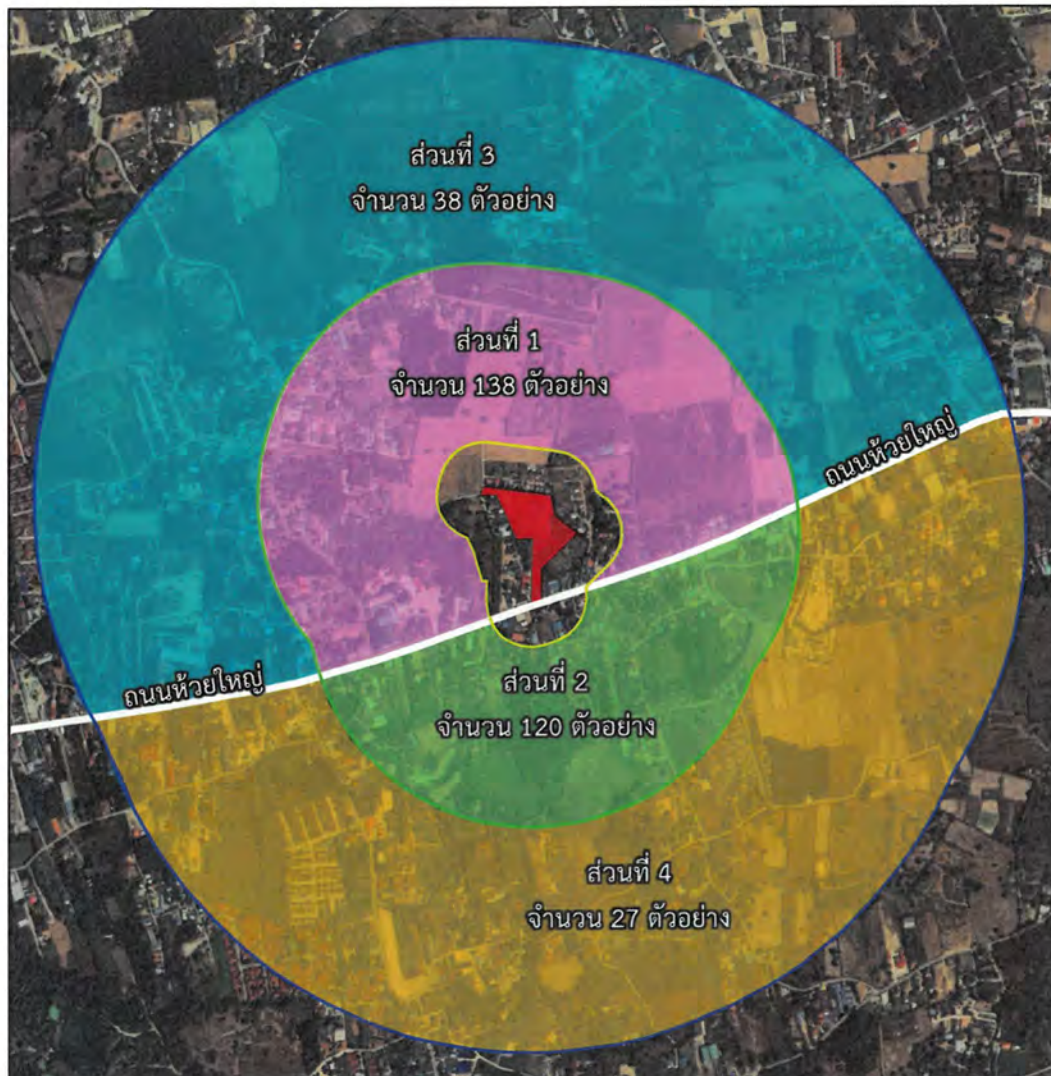 ส่วนที่ 3
จำนวน 38 ตัวอย่าง
ส่วนที่ 1
จำนวน 138 ตัวอย่าง
ถนนห้วยใหญ่
ส่วนที่ 2
จำนวน 120 ตัวอย่าง
ถนนห้วยใหญ่
ส่วนที่ 4
จำนวน 27 ตัวอย่าง